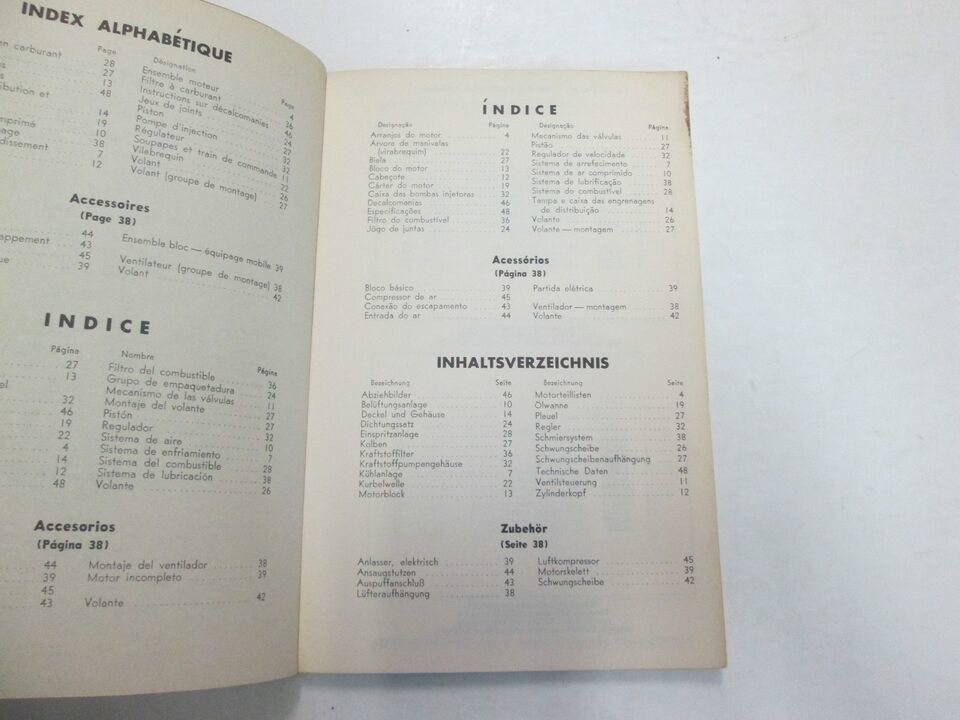 INDEX ALPHABÉTIQUE
Page
en carburant 28
27
13
ribution et 48
14
19
10
38
7
12
Désignation Page
Ensemble moteur 4
Filtre à carburant 36
Instructions sur décalcomanies 46
Jeux de joints 24
Piston 27
Pompe d'injection 32
Régulateur 32
Soupapes et train de commande 11
Vilebrequin 22
Volant 26
Volant (groupe de montage) 27
Accessoires
(Page 38)
44
43
45
39
Ensemble bloc — équipage mobile 39
Ventilateur (groupe de montage) 38
Volant 42
INDICE
Página
27
13
32
46
19
22
4
14
12
48
Nombre Página
Filtro del combustible 36
Grupo de empaquetadura 24
Mecanismo de las válvulas 11
Montaje del volante 27
Pistón 27
Regulador 32
Sistema de aire 10
Sistema de enfriamiento 7
Sistema del combustible 28
Sistema de lubricación 38
Volante 26
Accesorios
(Página 38)
44
39
45
43
Montaje del ventilador 38
Motor incompleto 39
Volante 42
ÍNDICE
Designação Página
Arranjos do motor 4
Árvore de manivelas
(virabrequim) 22
Biela 27
Bloco do motor 13
Cabeçote 12
Cárter do motor 19
Caixa das bombas injetoras 32
Decalcomanias 46
Especificações 48
Filtro do combustível 36
Jôgo de juntas 24
Designação Página
Mecanismo das válvulas 11
Pistão 27
Regulador de velocidade 32
Sistema de arrefecimento 7
Sistema de ar comprimido 10
Sistema de lubrificação 38
Sistema do combustível 28
Tampa e caixa das engrenagens
de distribuição 14
Volante 26
Volante — montagem 27
Acessórios
(Página 38)
Bloco básico 39
Compressor de ar 45
Conexão do escapamento 43
Entrada do ar 44
Partida elétrica 39
Ventilador — montagem 38
Volante 42
INHALTSVERZEICHNIS
Bezeichnung Seite
Abziehbilder 46
Belüftungsanlage 10
Deckel und Gehäuse 14
Dichtungssatz 24
Einspritzanlage 28
Kolben 27
Kraftstoffilter 36
Kraftstoffpumpengehäuse 32
Kühlanlage 7
Kurbelwelle 22
Motorblock 13
Bezeichnung Seite
Motorteillisten 4
Ölwanne 19
Pleuel 27
Regler 32
Schmiersystem 38
Schwungscheibe 26
Schwungscheibenaufhängung 27
Technische Daten 48
Ventilsteuerung 11
Zylinderkopf 12
Zubehör
(Seite 38)
Anlasser, elektrisch 39
Ansaugstutzen 44
Auspuffanschluß 43
Lüfteraufhängung 38
Luftkompressor 45
Motorskelett 39
Schwungscheibe 42